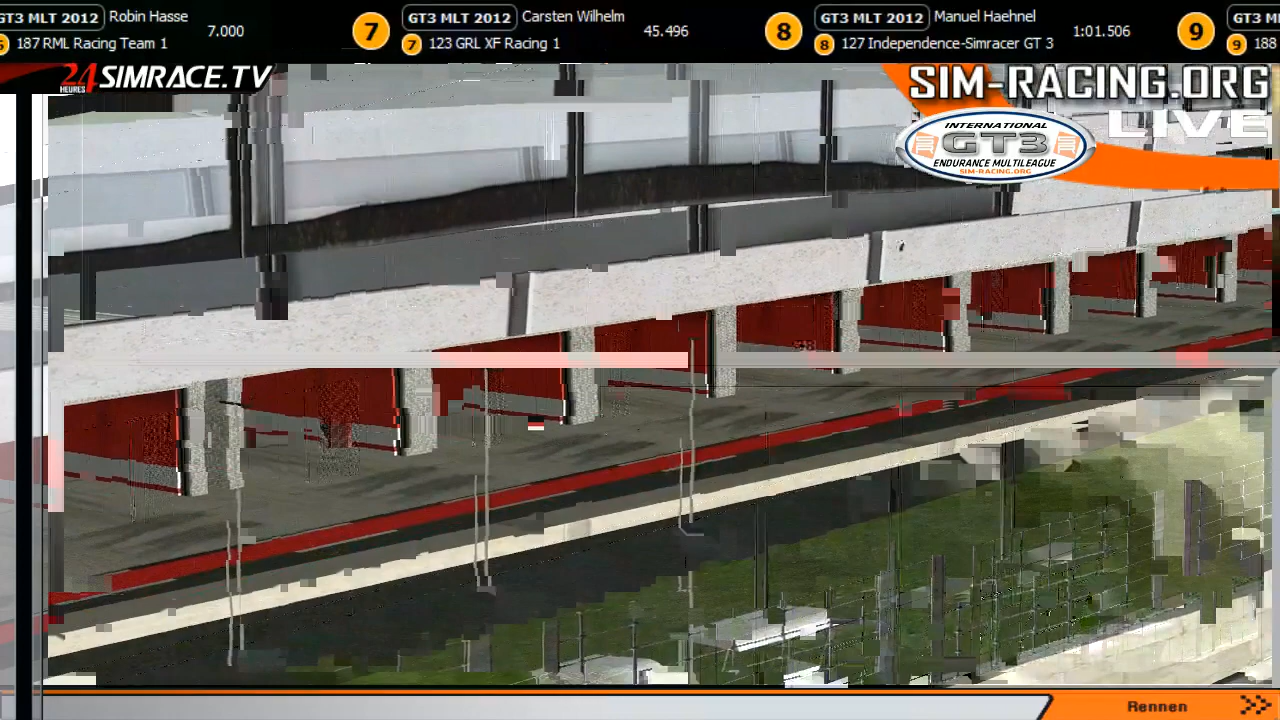 GT3 MLT 2012 Robin Hasse
187 RML Racing Team 1
7.000
7
GT3 MLT 2012 Carsten Wilhelm
7 123 GRL XF Racing 1
45.496
8
GT3 MLT 2012 Manuel Haehnel
8 127 Independence-Simracer GT 3
1:01.506
9
GT3 M
9 188
24 HEURES SIMRACE.TV
SIM-RACING.ORG
LIVE
INTERNATIONAL
GT3
ENDURANCE MULTILEAGUE
SIM-RACING.ORG
Rennen